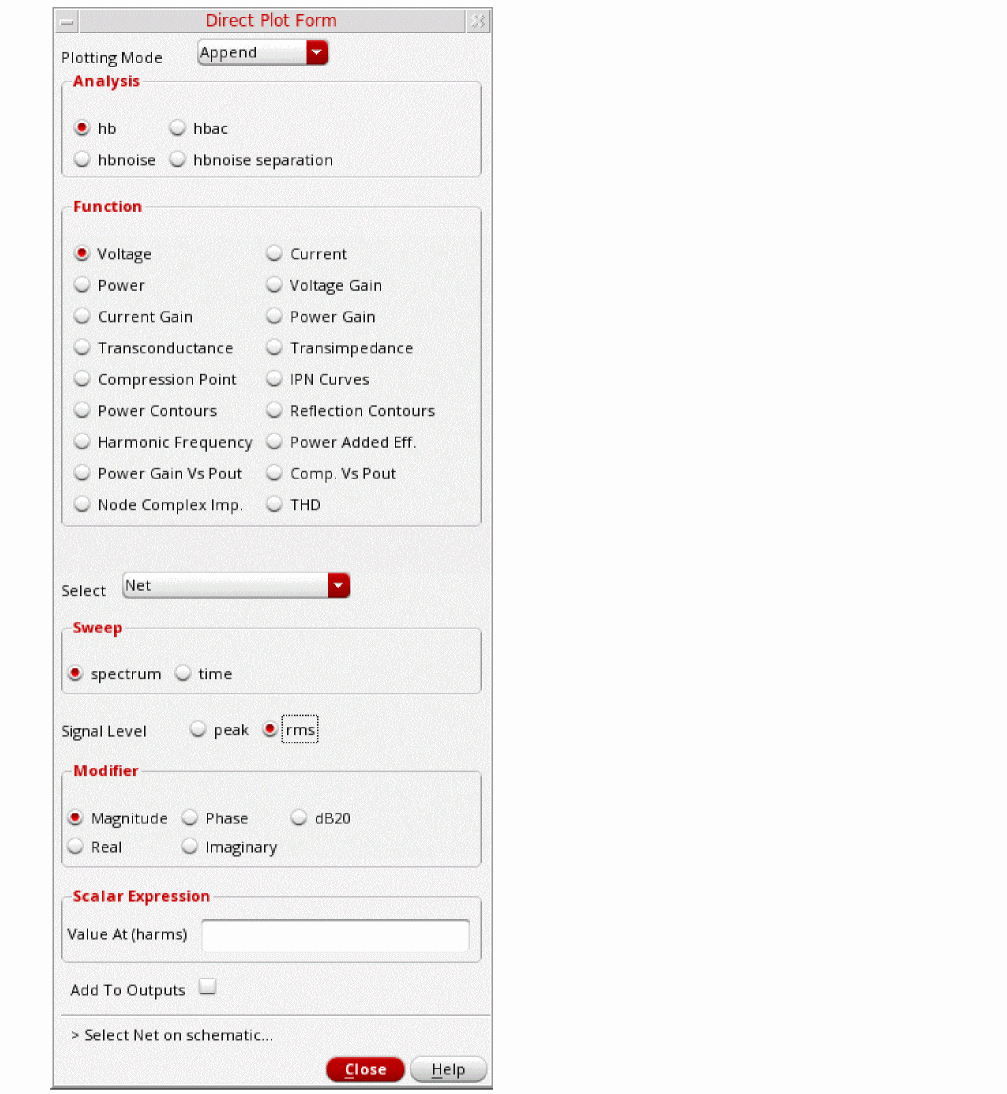 Direct Plot Form
Plotting Mode Append
Analysis
hb hbac
hbnoise hbnoise separation
Function
Voltage Current
Power Voltage Gain
Current Gain Power Gain
Transconductance Transimpedance
Compression Point IPN Curves
Power Contours Reflection Contours
Harmonic Frequency Power Added Eff.
Power Gain Vs Pout Comp. Vs Pout
Node Complex Imp. THD
Select Net
Sweep
spectrum time
Signal Level peak rms
Modifier
Magnitude Phase dB20
Real Imaginary
Scalar Expression
Value At (harms)
Add To Outputs
> Select Net on schematic...
Close Help